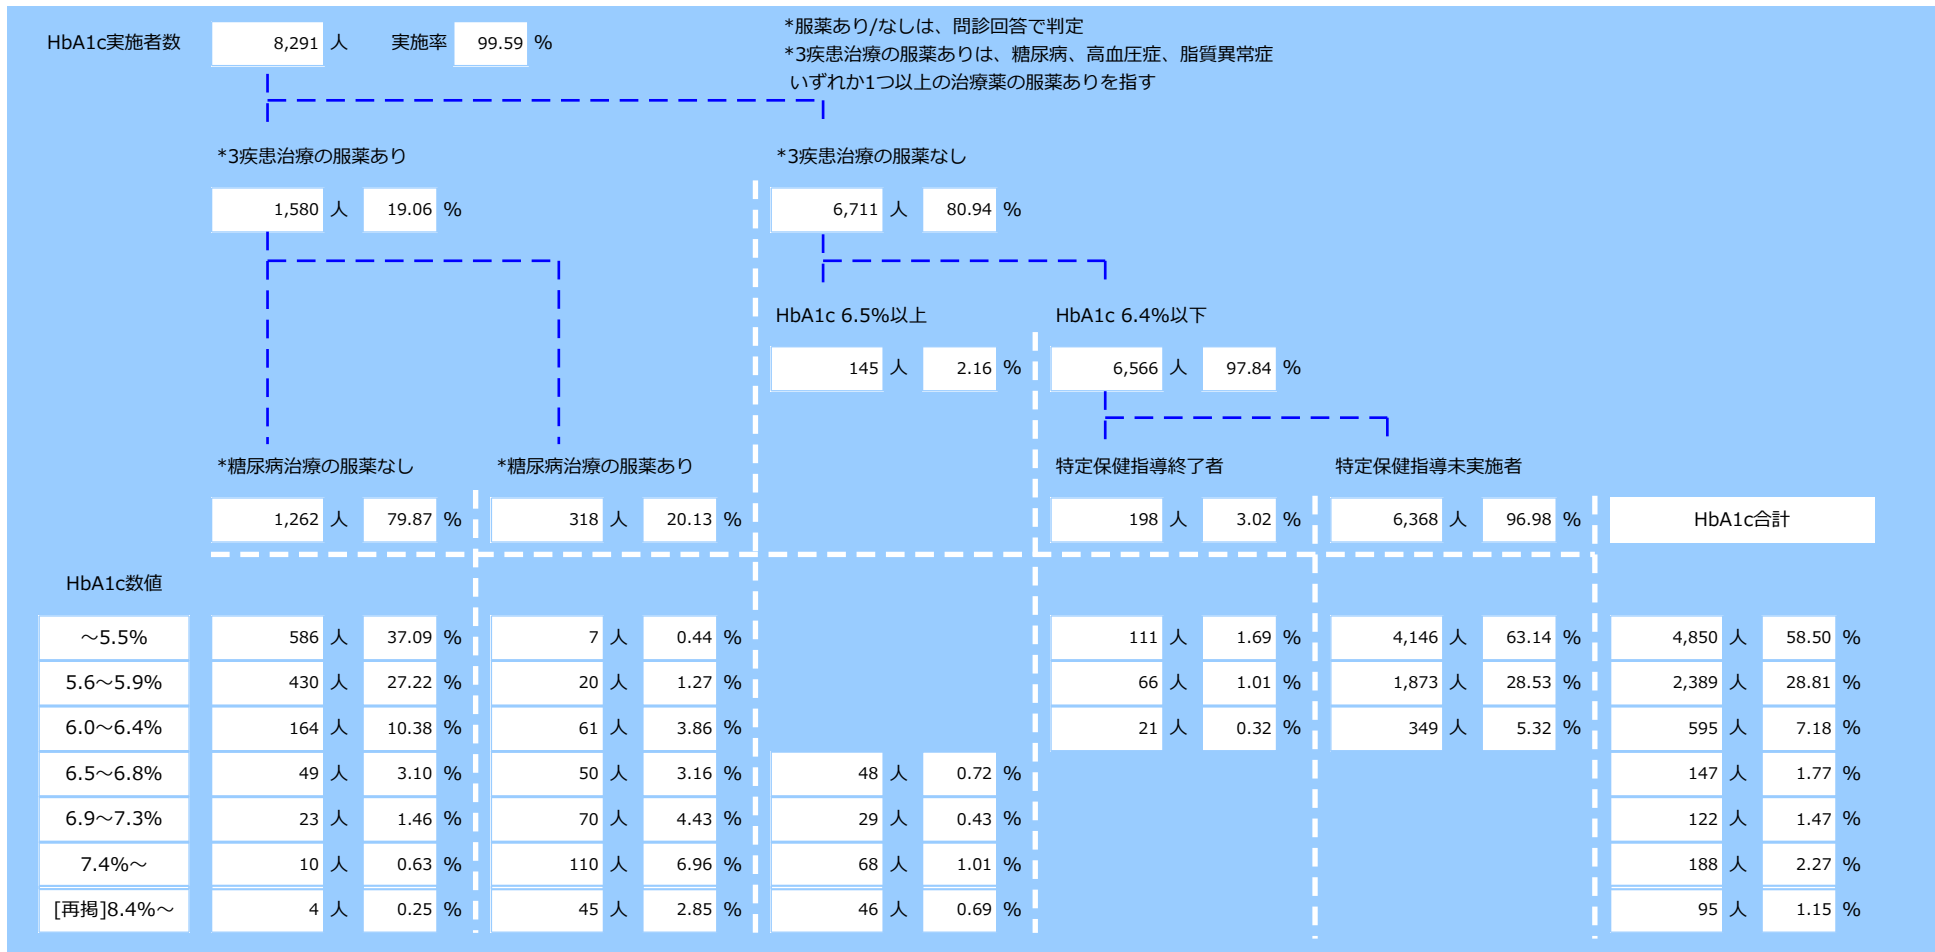 *服薬あり/なしは、問診回答で判定
HbA1c実施者数 8,291 人 実施率 99.59 %
*3疾患治療の服薬ありは、糖尿病、高血圧症、脂質異常症
いずれか1つ以上の治療薬の服薬ありを指す
*3疾患治療の服薬あり *3疾患治療の服薬なし
1,580 人 19.06 % 6,711 人 80.94 %
HbA1c 6.5%以上 HbA1c 6.4%以下
145 人 2.16 % 6,566 人 97.84 %
*糖尿病治療の服薬なし *糖尿病治療の服薬あり 特定保健指導終了者 特定保健指導未実施者
1,262 人 79.87 % 318 人 20.13 % 198 人 3.02 % 6,368 人 96.98 % HbA1c合計
HbA1c数値
～5.5% 586 人 37.09 % 7 人 0.44 % 111 人 1.69 % 4,146 人 63.14 % 4,850 人 58.50 %
5.6～5.9% 430 人 27.22 % 20 人 1.27 % 66 人 1.01 % 1,873 人 28.53 % 2,389 人 28.81 %
6.0～6.4% 164 人 10.38 % 61 人 3.86 % 21 人 0.32 % 349 人 5.32 % 595 人 7.18 %
6.5～6.8% 49 人 3.10 % 50 人 3.16 % 48 人 0.72 % 147 人 1.77 %
6.9～7.3% 23 人 1.46 % 70 人 4.43 % 29 人 0.43 % 122 人 1.47 %
7.4%～ 10 人 0.63 % 110 人 6.96 % 68 人 1.01 % 188 人 2.27 %
[再掲]8.4%～ 4 人 0.25 % 45 人 2.85 % 46 人 0.69 % 95 人 1.15 %